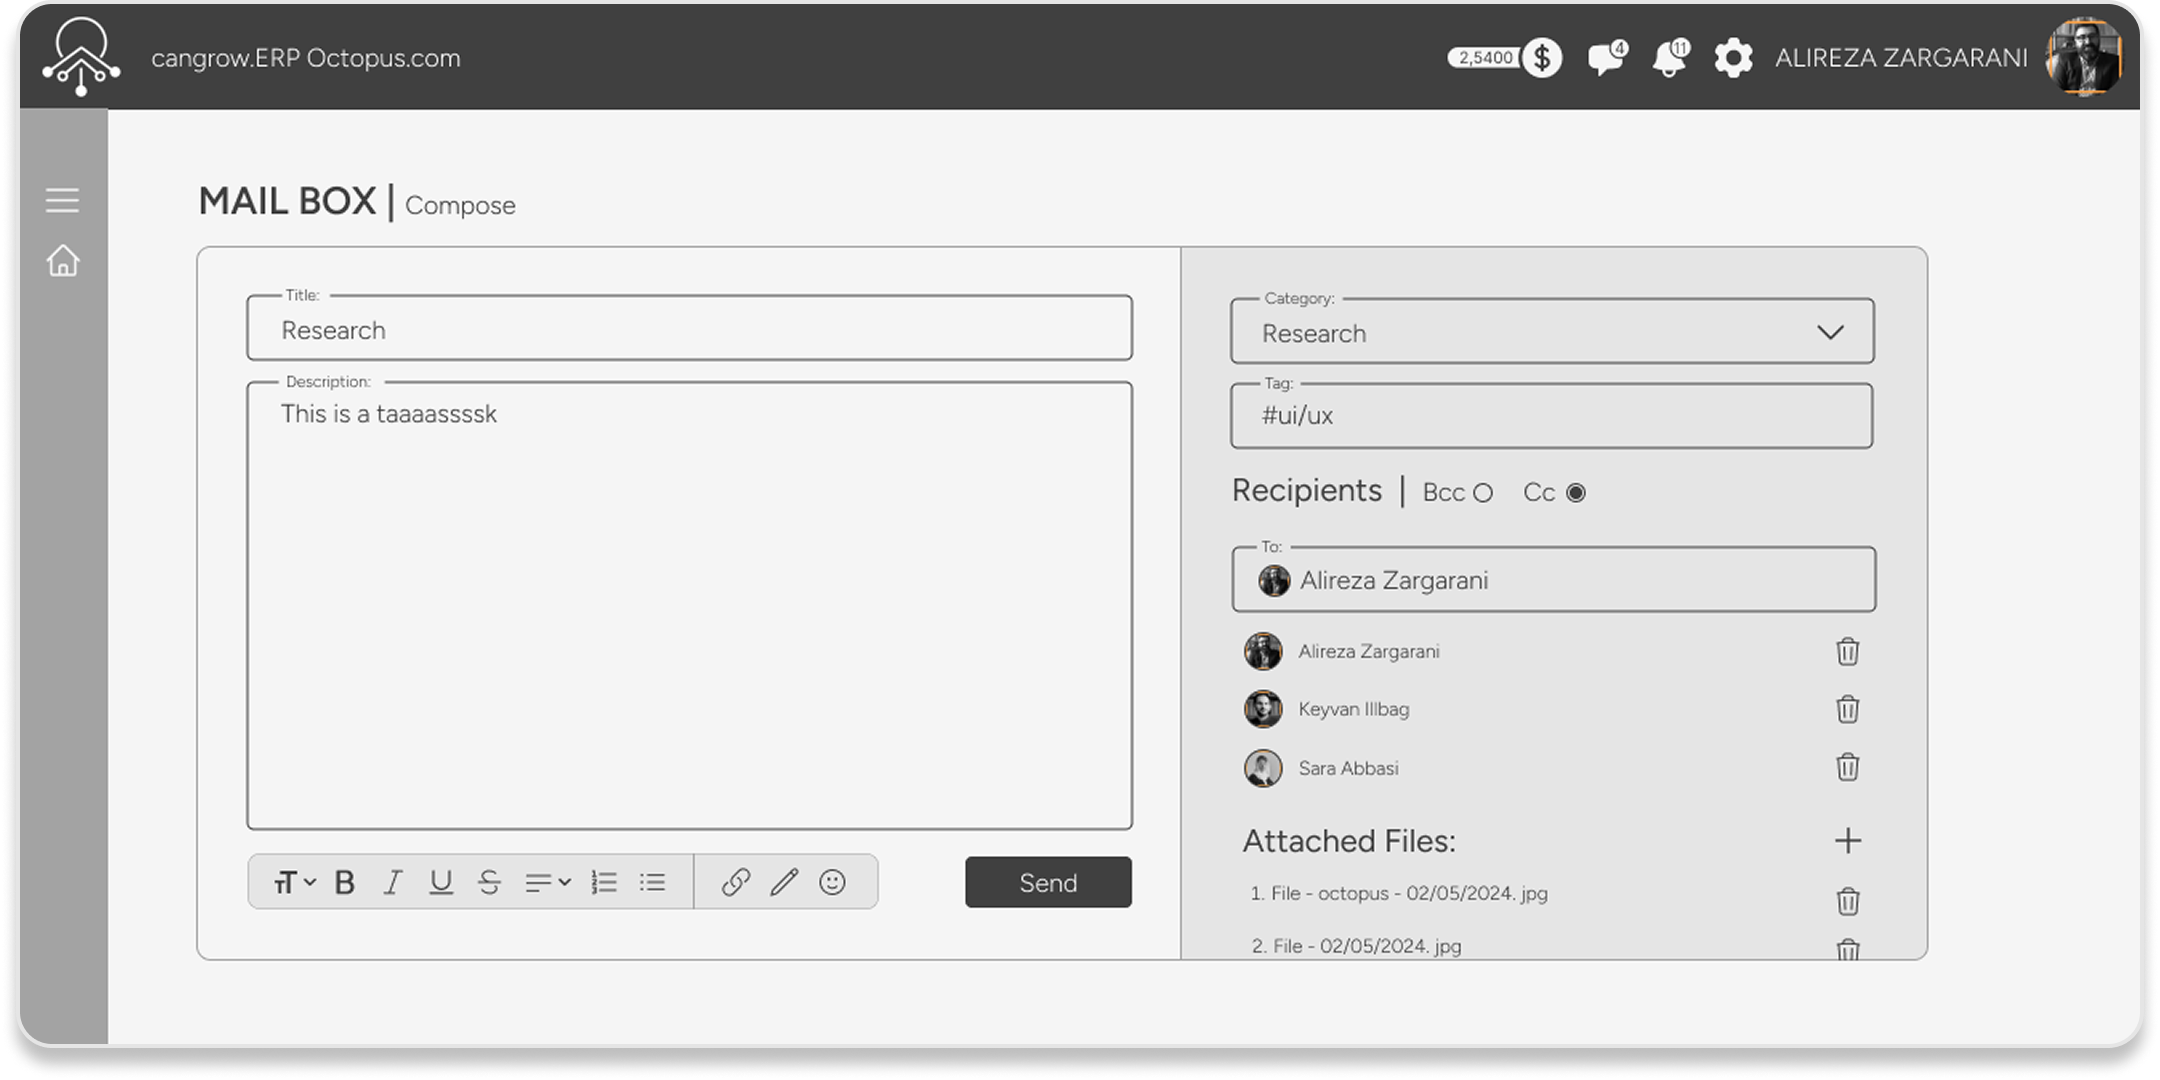 cangrow.ERP Octopus.com
2,5400 $
4
11
ALIREZA ZARGARANI
MAIL BOX | Compose
Title:
Research
Description:
This is a taaaassssk
TT B I U S
Send
Category:
Research
Tag:
#ui/ux
Recipients | Bcc Cc
To:
Alireza Zargarani
Alireza Zargarani
Keyvan Illbag
Sara Abbasi
Attached Files:
1. File - octopus - 02/05/2024. jpg
2. File - 02/05/2024. jpg